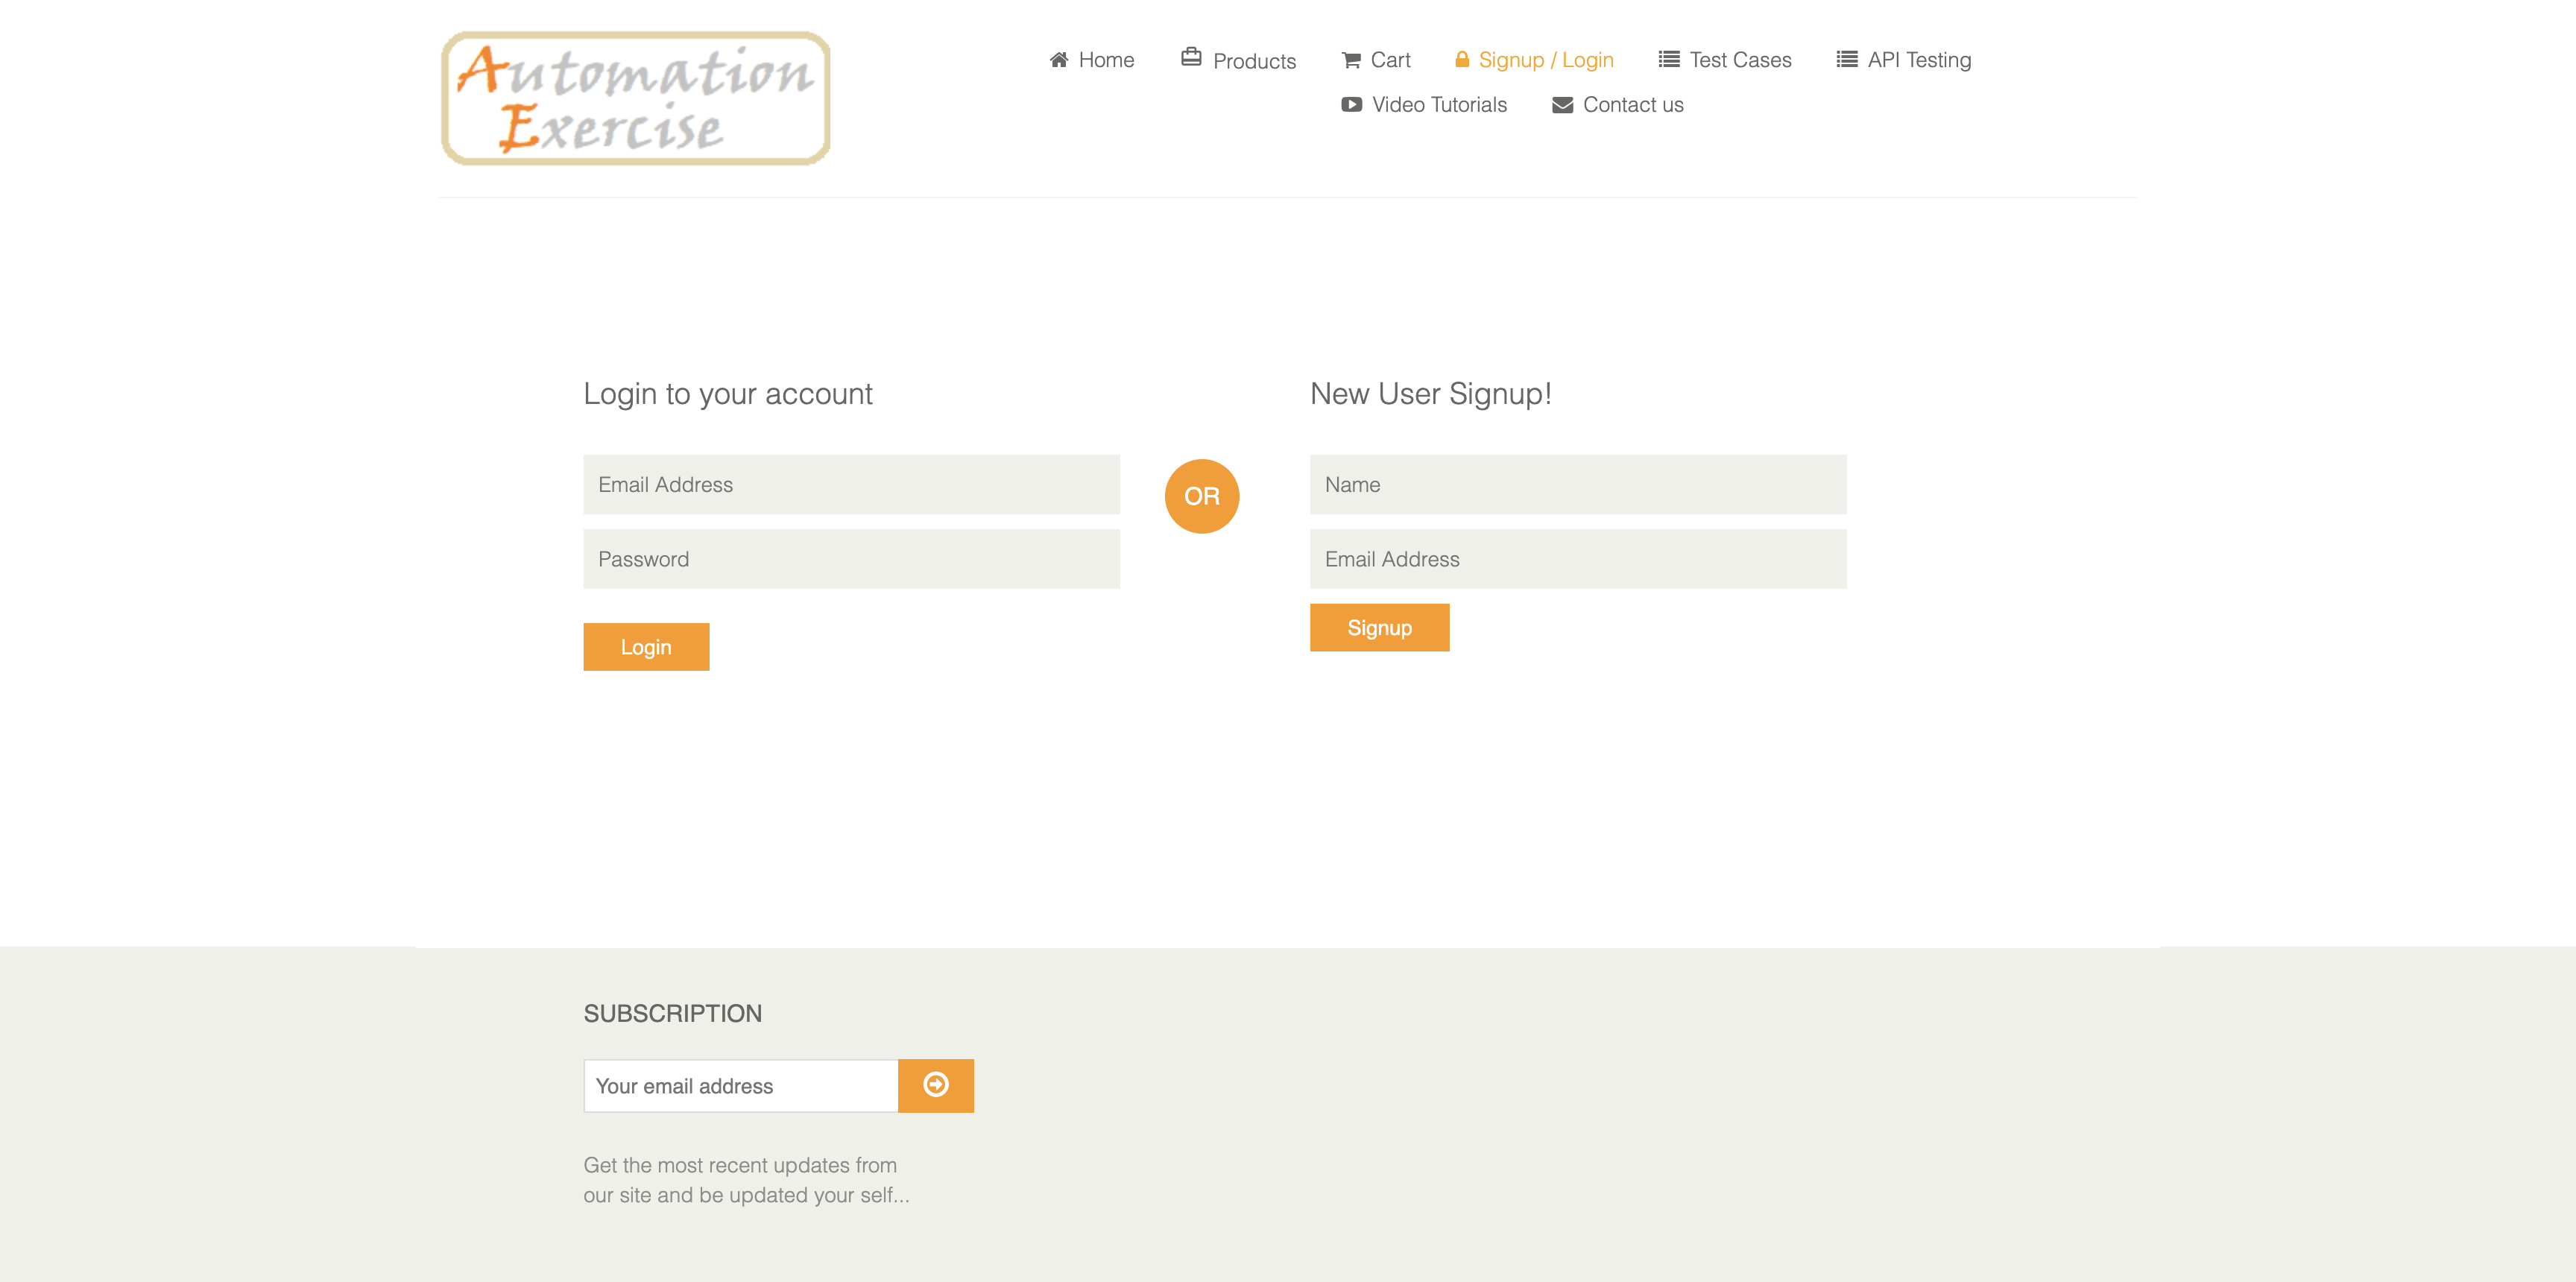 Automation
Exercise
Home
Products
Cart
Signup / Login
Test Cases
API Testing
Video Tutorials
Contact us
Login to your account
Email Address
Password
Login
OR
New User Signup!
Name
Email Address
Signup
SUBSCRIPTION
Your email address
Get the most recent updates from
our site and be updated your self...